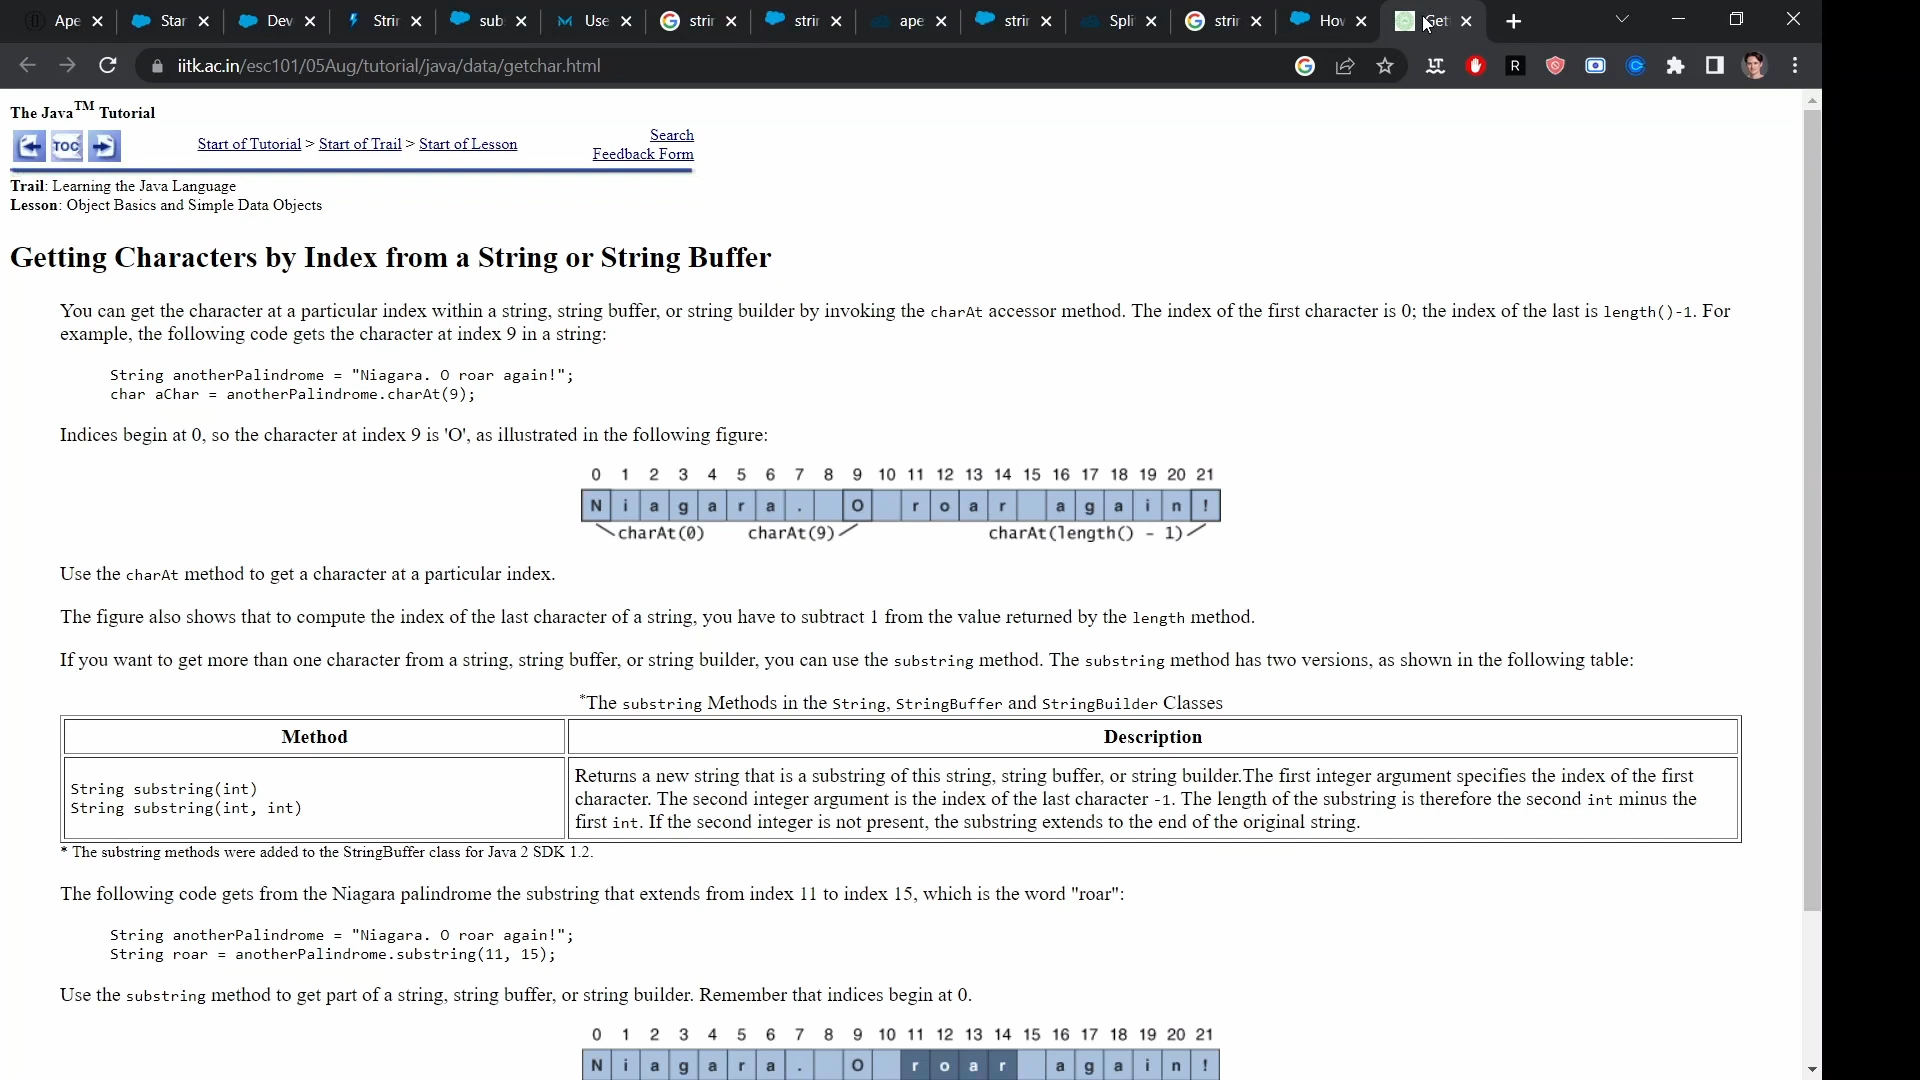 Ape
Star
Dev
Strir
sub
Use
strir
strir
ape
strir
Spli
strir
Hov
Get
iitk.ac.in/esc101/05Aug/tutorial/java/data/getchar.html
The Java™ Tutorial
TOC
Start of Tutorial > Start of Trail > Start of Lesson
Search
Feedback Form
Trail: Learning the Java Language
Lesson: Object Basics and Simple Data Objects
Getting Characters by Index from a String or String Buffer
You can get the character at a particular index within a string, string buffer, or string builder by invoking the charAt accessor method. The index of the first character is 0; the index of the last is length()-1. For
example, the following code gets the character at index 9 in a string:
String anotherPalindrome = "Niagara. O roar again!";
char aChar = anotherPalindrome.charAt(9);
Indices begin at 0, so the character at index 9 is 'O', as illustrated in the following figure:
0 1 2 3 4 5 6 7 8 9 10 11 12 13 14 15 16 17 18 19 20 21
N i a g a r a . O r o a r a g a i n !
charAt(0) charAt(9) charAt(length() - 1)
Use the charAt method to get a character at a particular index.
The figure also shows that to compute the index of the last character of a string, you have to subtract 1 from the value returned by the length method.
If you want to get more than one character from a string, string buffer, or string builder, you can use the substring method. The substring method has two versions, as shown in the following table:
*The substring Methods in the String, StringBuffer and StringBuilder Classes
Method Description
String substring(int)
String substring(int, int)
Returns a new string that is a substring of this string, string buffer, or string builder.The first integer argument specifies the index of the first
character. The second integer argument is the index of the last character -1. The length of the substring is therefore the second int minus the
first int. If the second integer is not present, the substring extends to the end of the original string.
* The substring methods were added to the StringBuffer class for Java 2 SDK 1.2.
The following code gets from the Niagara palindrome the substring that extends from index 11 to index 15, which is the word "roar":
String anotherPalindrome = "Niagara. O roar again!";
String roar = anotherPalindrome.substring(11, 15);
Use the substring method to get part of a string, string buffer, or string builder. Remember that indices begin at 0.
0 1 2 3 4 5 6 7 8 9 10 11 12 13 14 15 16 17 18 19 20 21
N i a g a r a . O r o a r a g a i n !